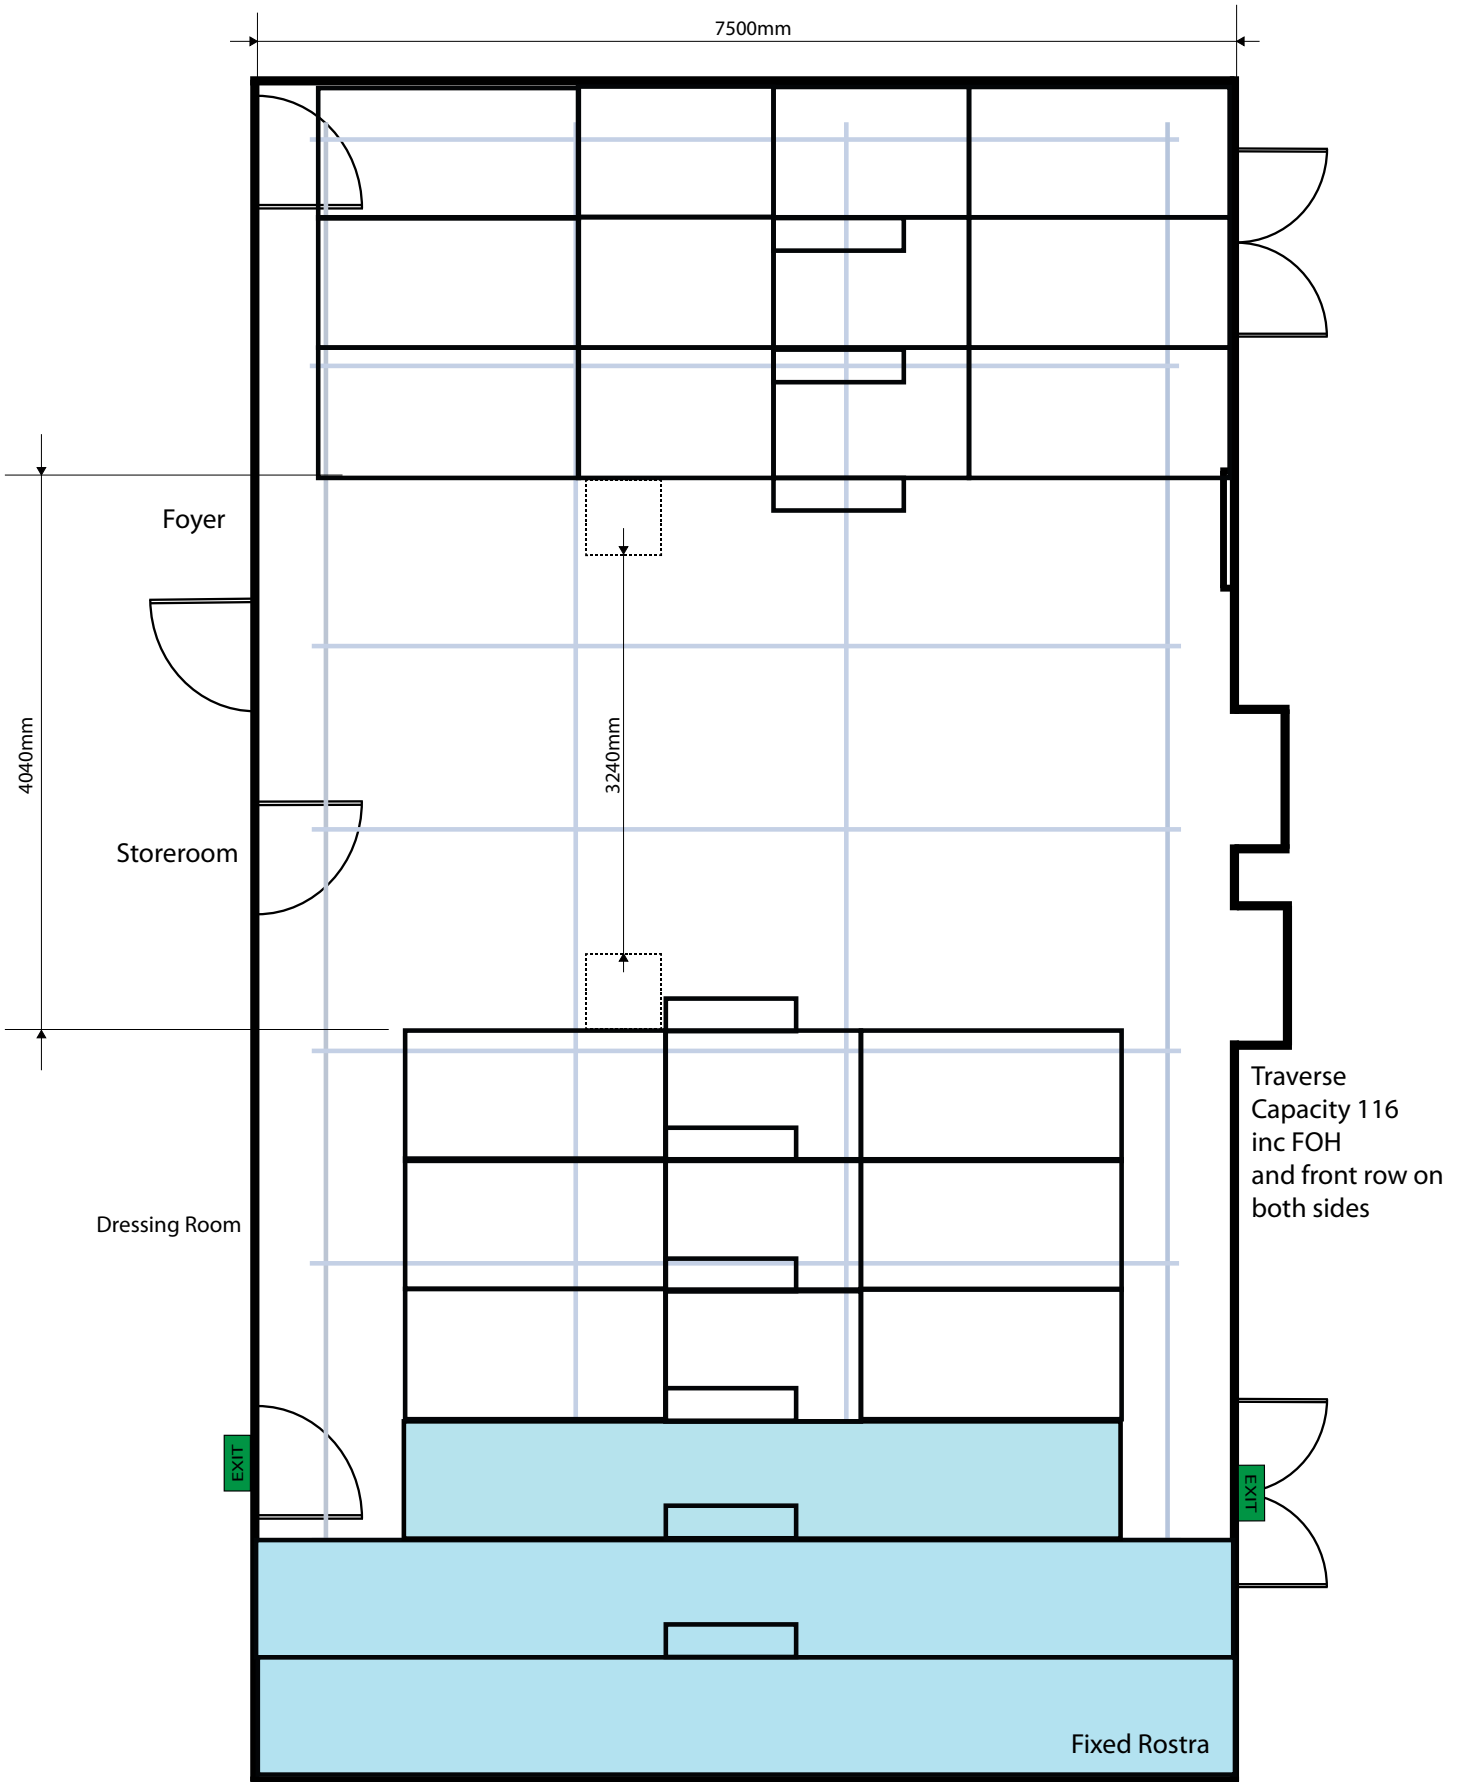 7500mm
Foyer
4040mm
3240mm
Storeroom
Traverse
Capacity 116
inc FOH
and front row on
both sides
Dressing Room
EXIT
EXIT
Fixed Rostra